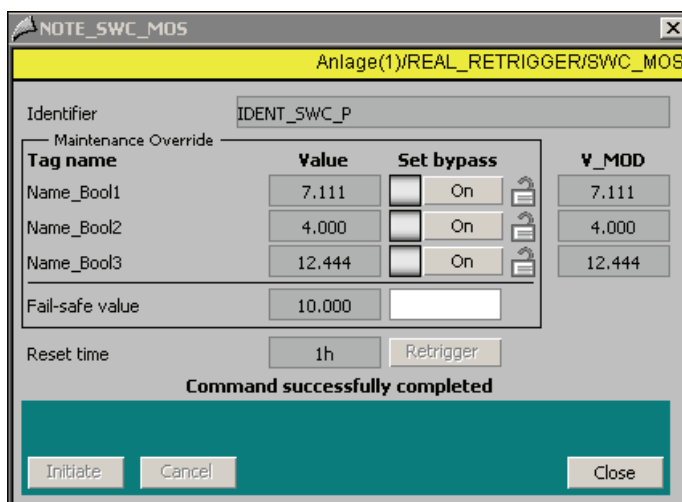 NOTE_SWC_MOS
Anlage(1)/REAL_RETRIGGER/SWC_MOS
Identifier IDENT_SWC_P
Maintenance Override
Tag name Value Set bypass V_MOD
Name_Bool1 7.111 On 7.111
Name_Bool2 4.000 On 4.000
Name_Bool3 12.444 On 12.444
Fail-safe value 10.000
Reset time 1h Retrigger
Command successfully completed
Initiate Cancel Close